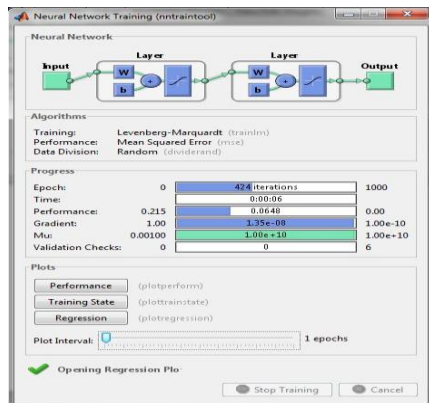 Neural Network Training (nntraintool)
Neural Network
Layer Layer
Input Output
W W
b b
+ +
Algorithms
Training: Levenberg-Marquardt (trainlm)
Performance: Mean Squared Error (mse)
Data Division: Random (dividerand)
Progress
Epoch: 0 424 iterations 1000
Time: 0:00:06
Performance: 0.215 0.0648 0.00
Gradient: 1.00 1.35e-08 1.00e-10
Mu: 0.00100 1.00e+10 1.00e+10
Validation Checks: 0 0 6
Plots
Performance (plotperform)
Training State (plottrainstate)
Regression (plotregression)
Plot Interval: 1 epochs
Opening Regression Plo
Stop Training Cancel